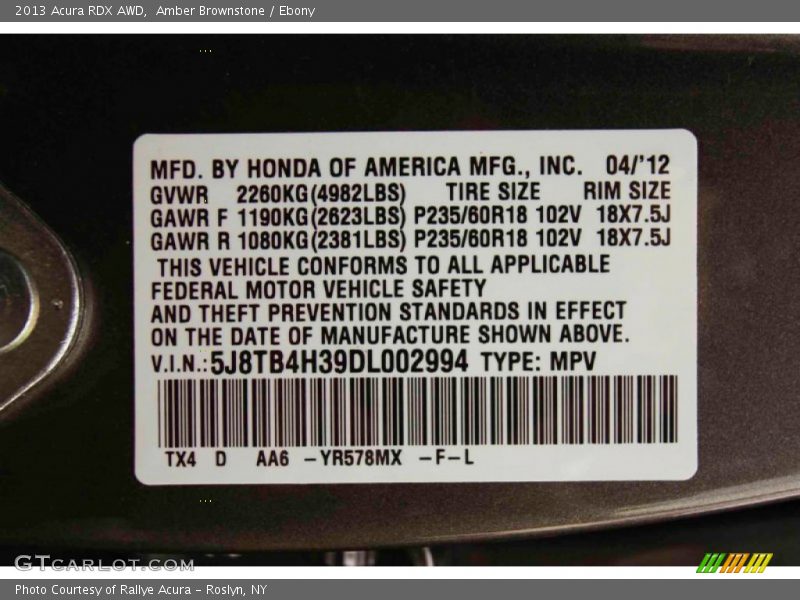 2013 Acura RDX AWD,  Amber Brownstone / Ebony
MFD. BY HONDA OF AMERICA MFG., INC.  04/'12
GVWR  2260KG(4982LBS)  TIRE SIZE  RIM SIZE
GAWR F 1190KG(2623LBS) P235/60R18 102V  18X7.5J
GAWR R 1080KG(2381LBS) P235/60R18 102V  18X7.5J
THIS VEHICLE CONFORMS TO ALL APPLICABLE
FEDERAL MOTOR VEHICLE SAFETY
AND THEFT PREVENTION STANDARDS IN EFFECT
ON THE DATE OF MANUFACTURE SHOWN ABOVE.
V.I.N.: 5J8TB4H39DL002994 TYPE: MPV
TX4  D  AA6  -YR578MX  -F-L
GTCARLOT.COM
Photo Courtesy of Rallye Acura - Roslyn, NY